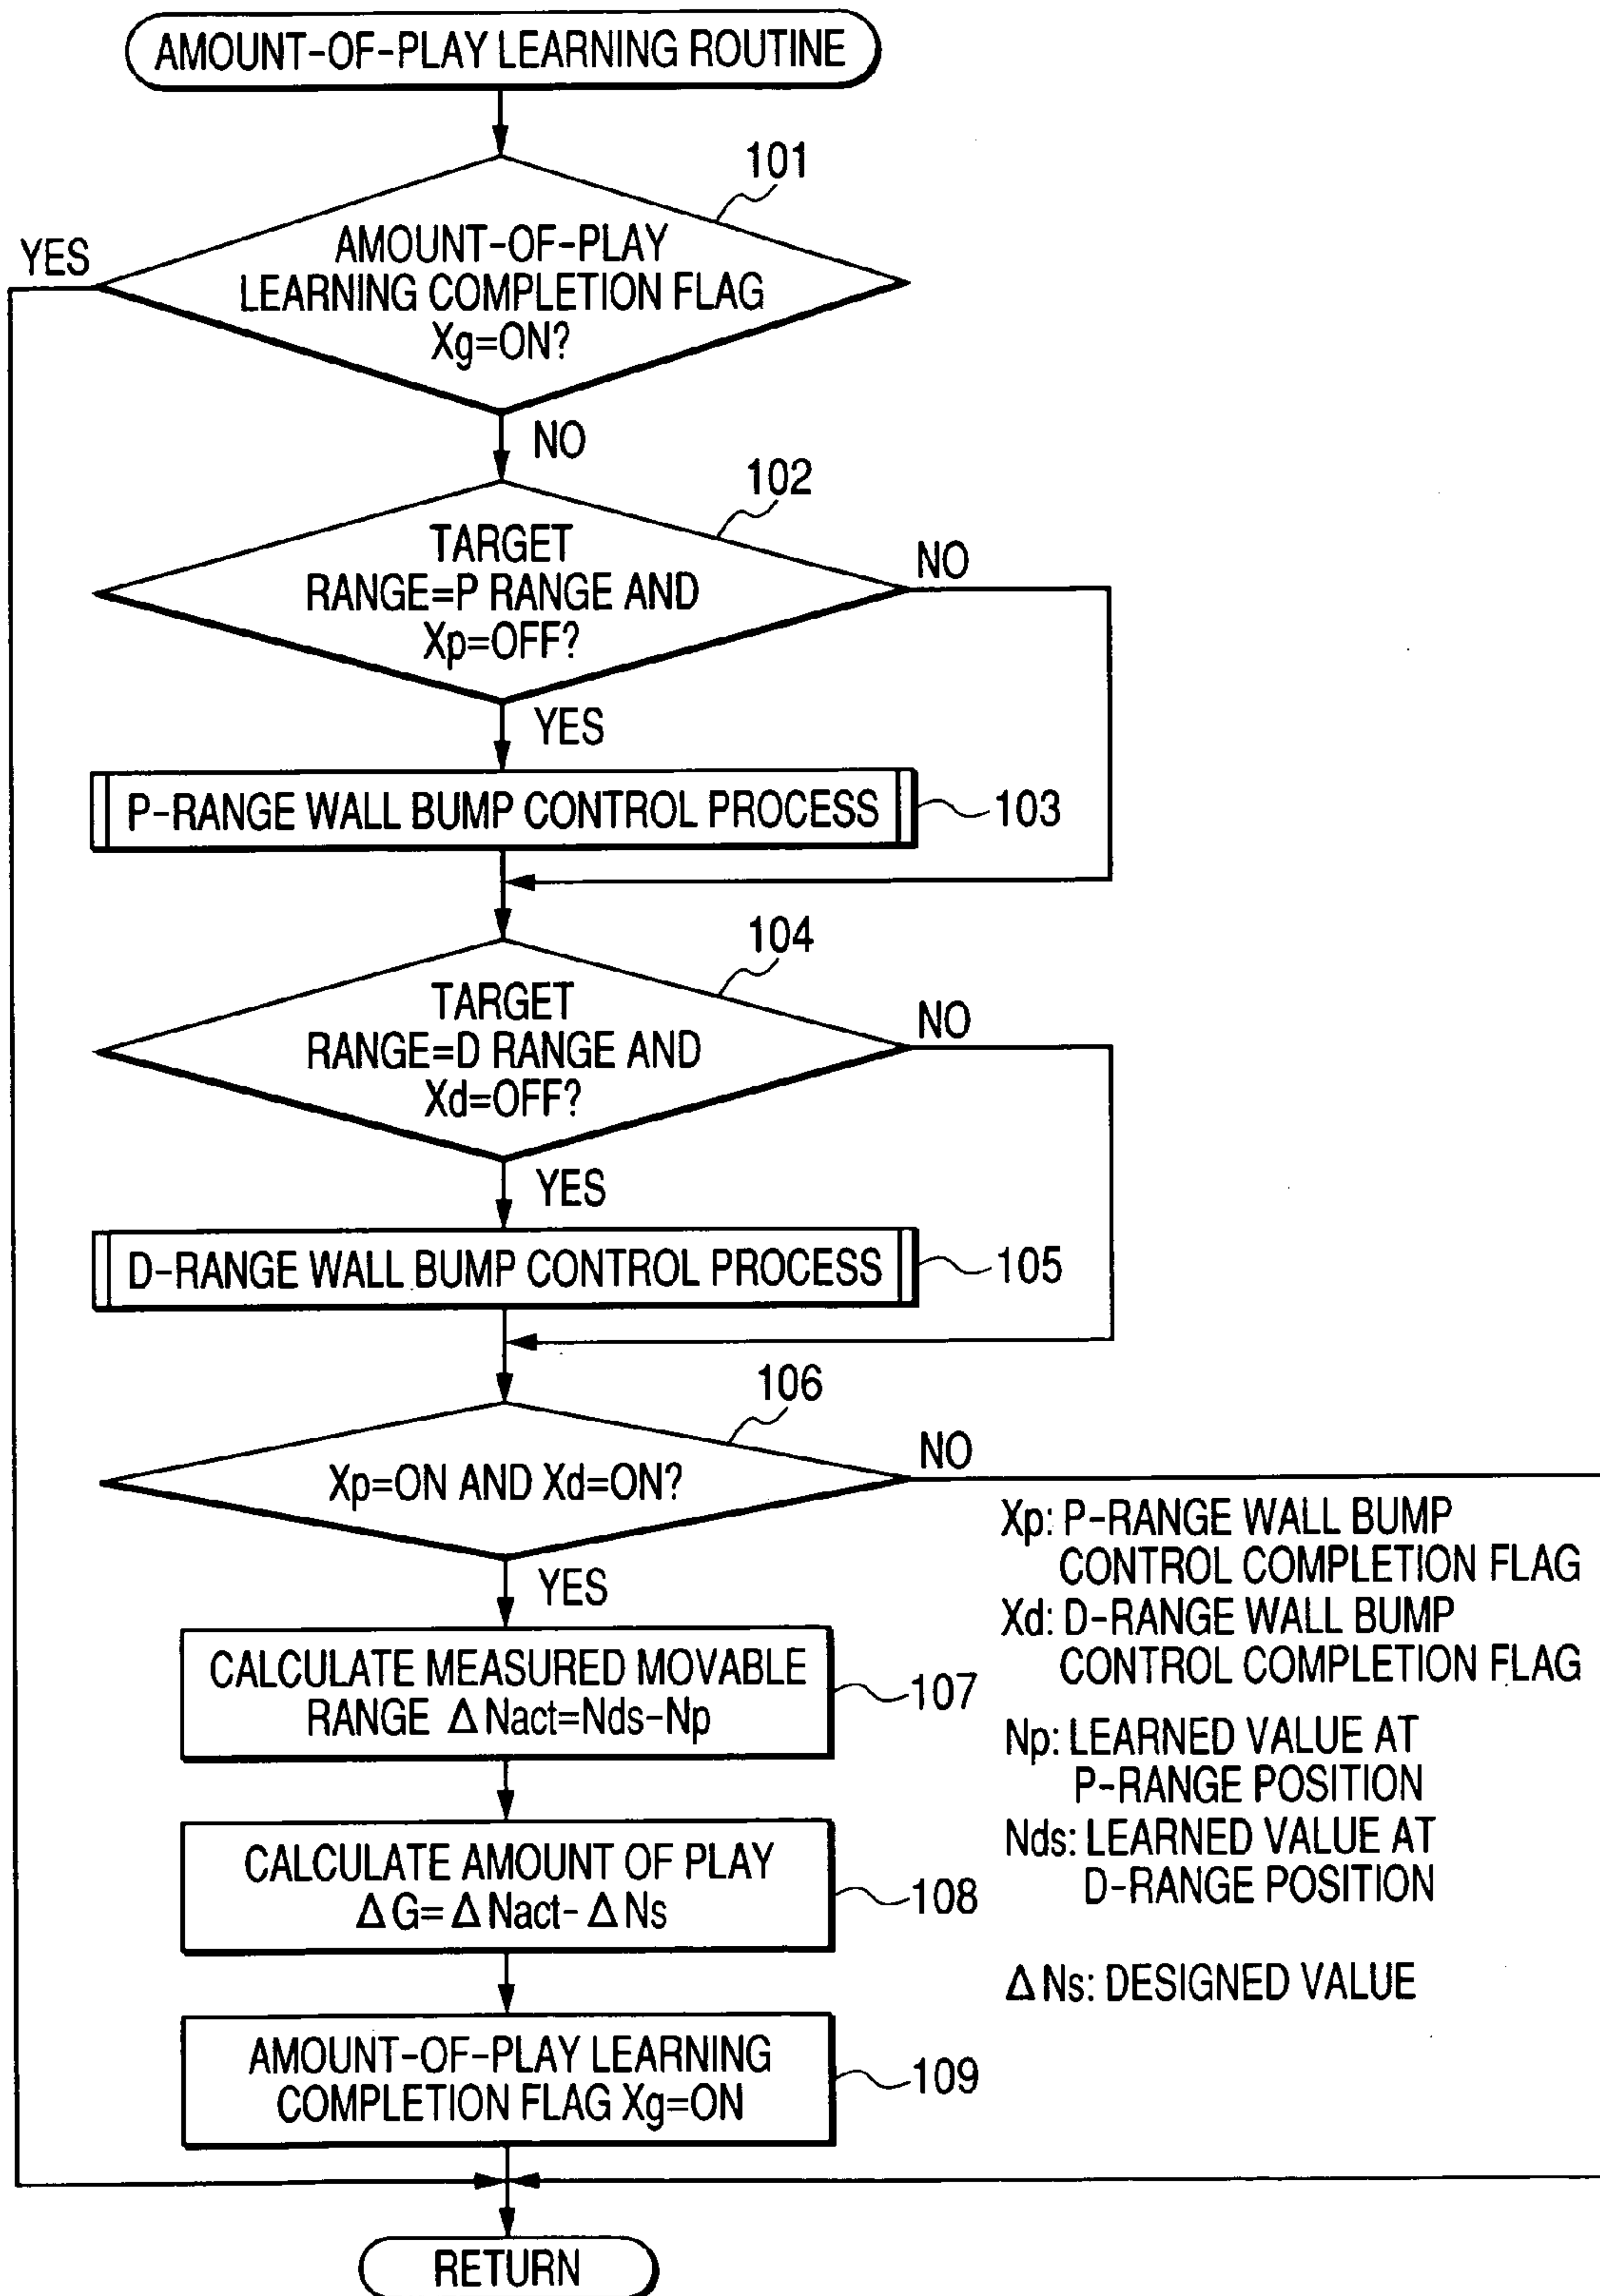 AMOUNT-OF-PLAY LEARNING ROUTINE
101
YES
AMOUNT-OF-PLAY
LEARNING COMPLETION FLAG
Xg=ON?
NO
102
TARGET
RANGE=P RANGE AND
Xp=OFF?
NO
YES
P-RANGE WALL BUMP CONTROL PROCESS
103
104
TARGET
RANGE=D RANGE AND
Xd=OFF?
NO
YES
D-RANGE WALL BUMP CONTROL PROCESS
105
106
Xp=ON AND Xd=ON?
NO
YES
Xp: P-RANGE WALL BUMP
CONTROL COMPLETION FLAG
Xd: D-RANGE WALL BUMP
CONTROL COMPLETION FLAG
CALCULATE MEASURED MOVABLE
RANGE ΔNact=Nds-Np
107
Np: LEARNED VALUE AT
P-RANGE POSITION
Nds: LEARNED VALUE AT
D-RANGE POSITION
CALCULATE AMOUNT OF PLAY
ΔG=ΔNact-ΔNs
108
ΔNs: DESIGNED VALUE
AMOUNT-OF-PLAY LEARNING
COMPLETION FLAG Xg=ON
109
RETURN